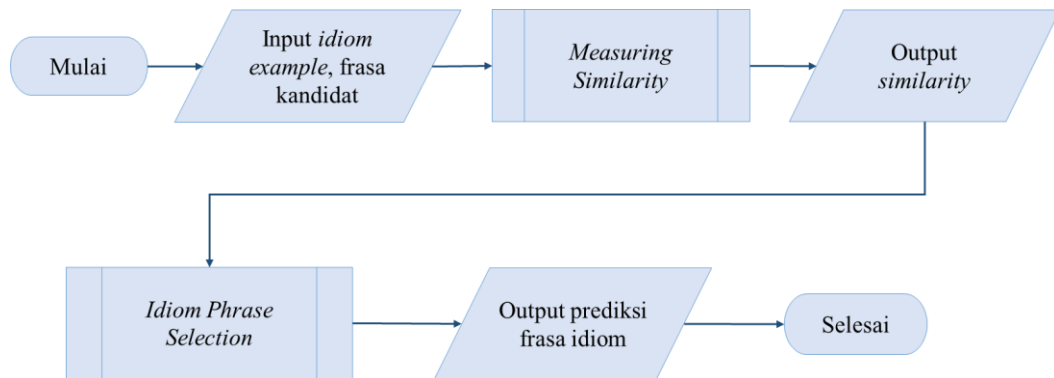 Mulai
Input idiom
example, frasa
kandidat
Measuring
Similarity
Output
similarity
Idiom Phrase
Selection
Output prediksi
frasa idiom
Selesai